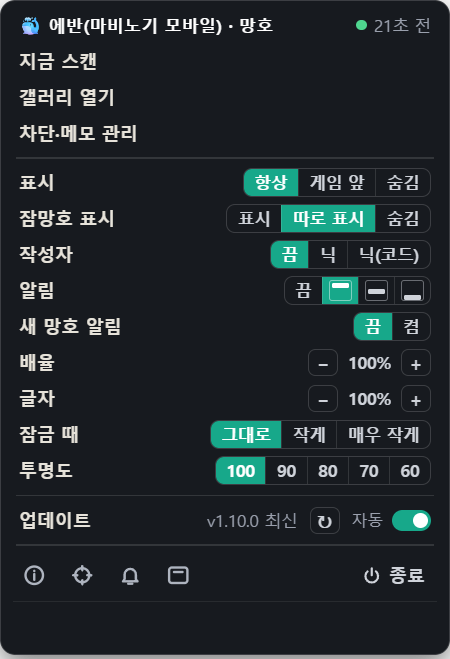 에반(마비노기 모바일) · 망호 21초 전
지금 스캔
갤러리 열기
차단·메모 관리
표시 항상 게임 앞 숨김
잠망호 표시 표시 따로 표시 숨김
작성자 끔 닉 닉(코드)
알림 끔
새 망호 알림 끔 켬
배율 − 100% +
글자 − 100% +
잠금 때 그대로 작게 매우 작게
투명도 100 90 80 70 60
업데이트 v1.10.0 최신 ↻ 자동
종료